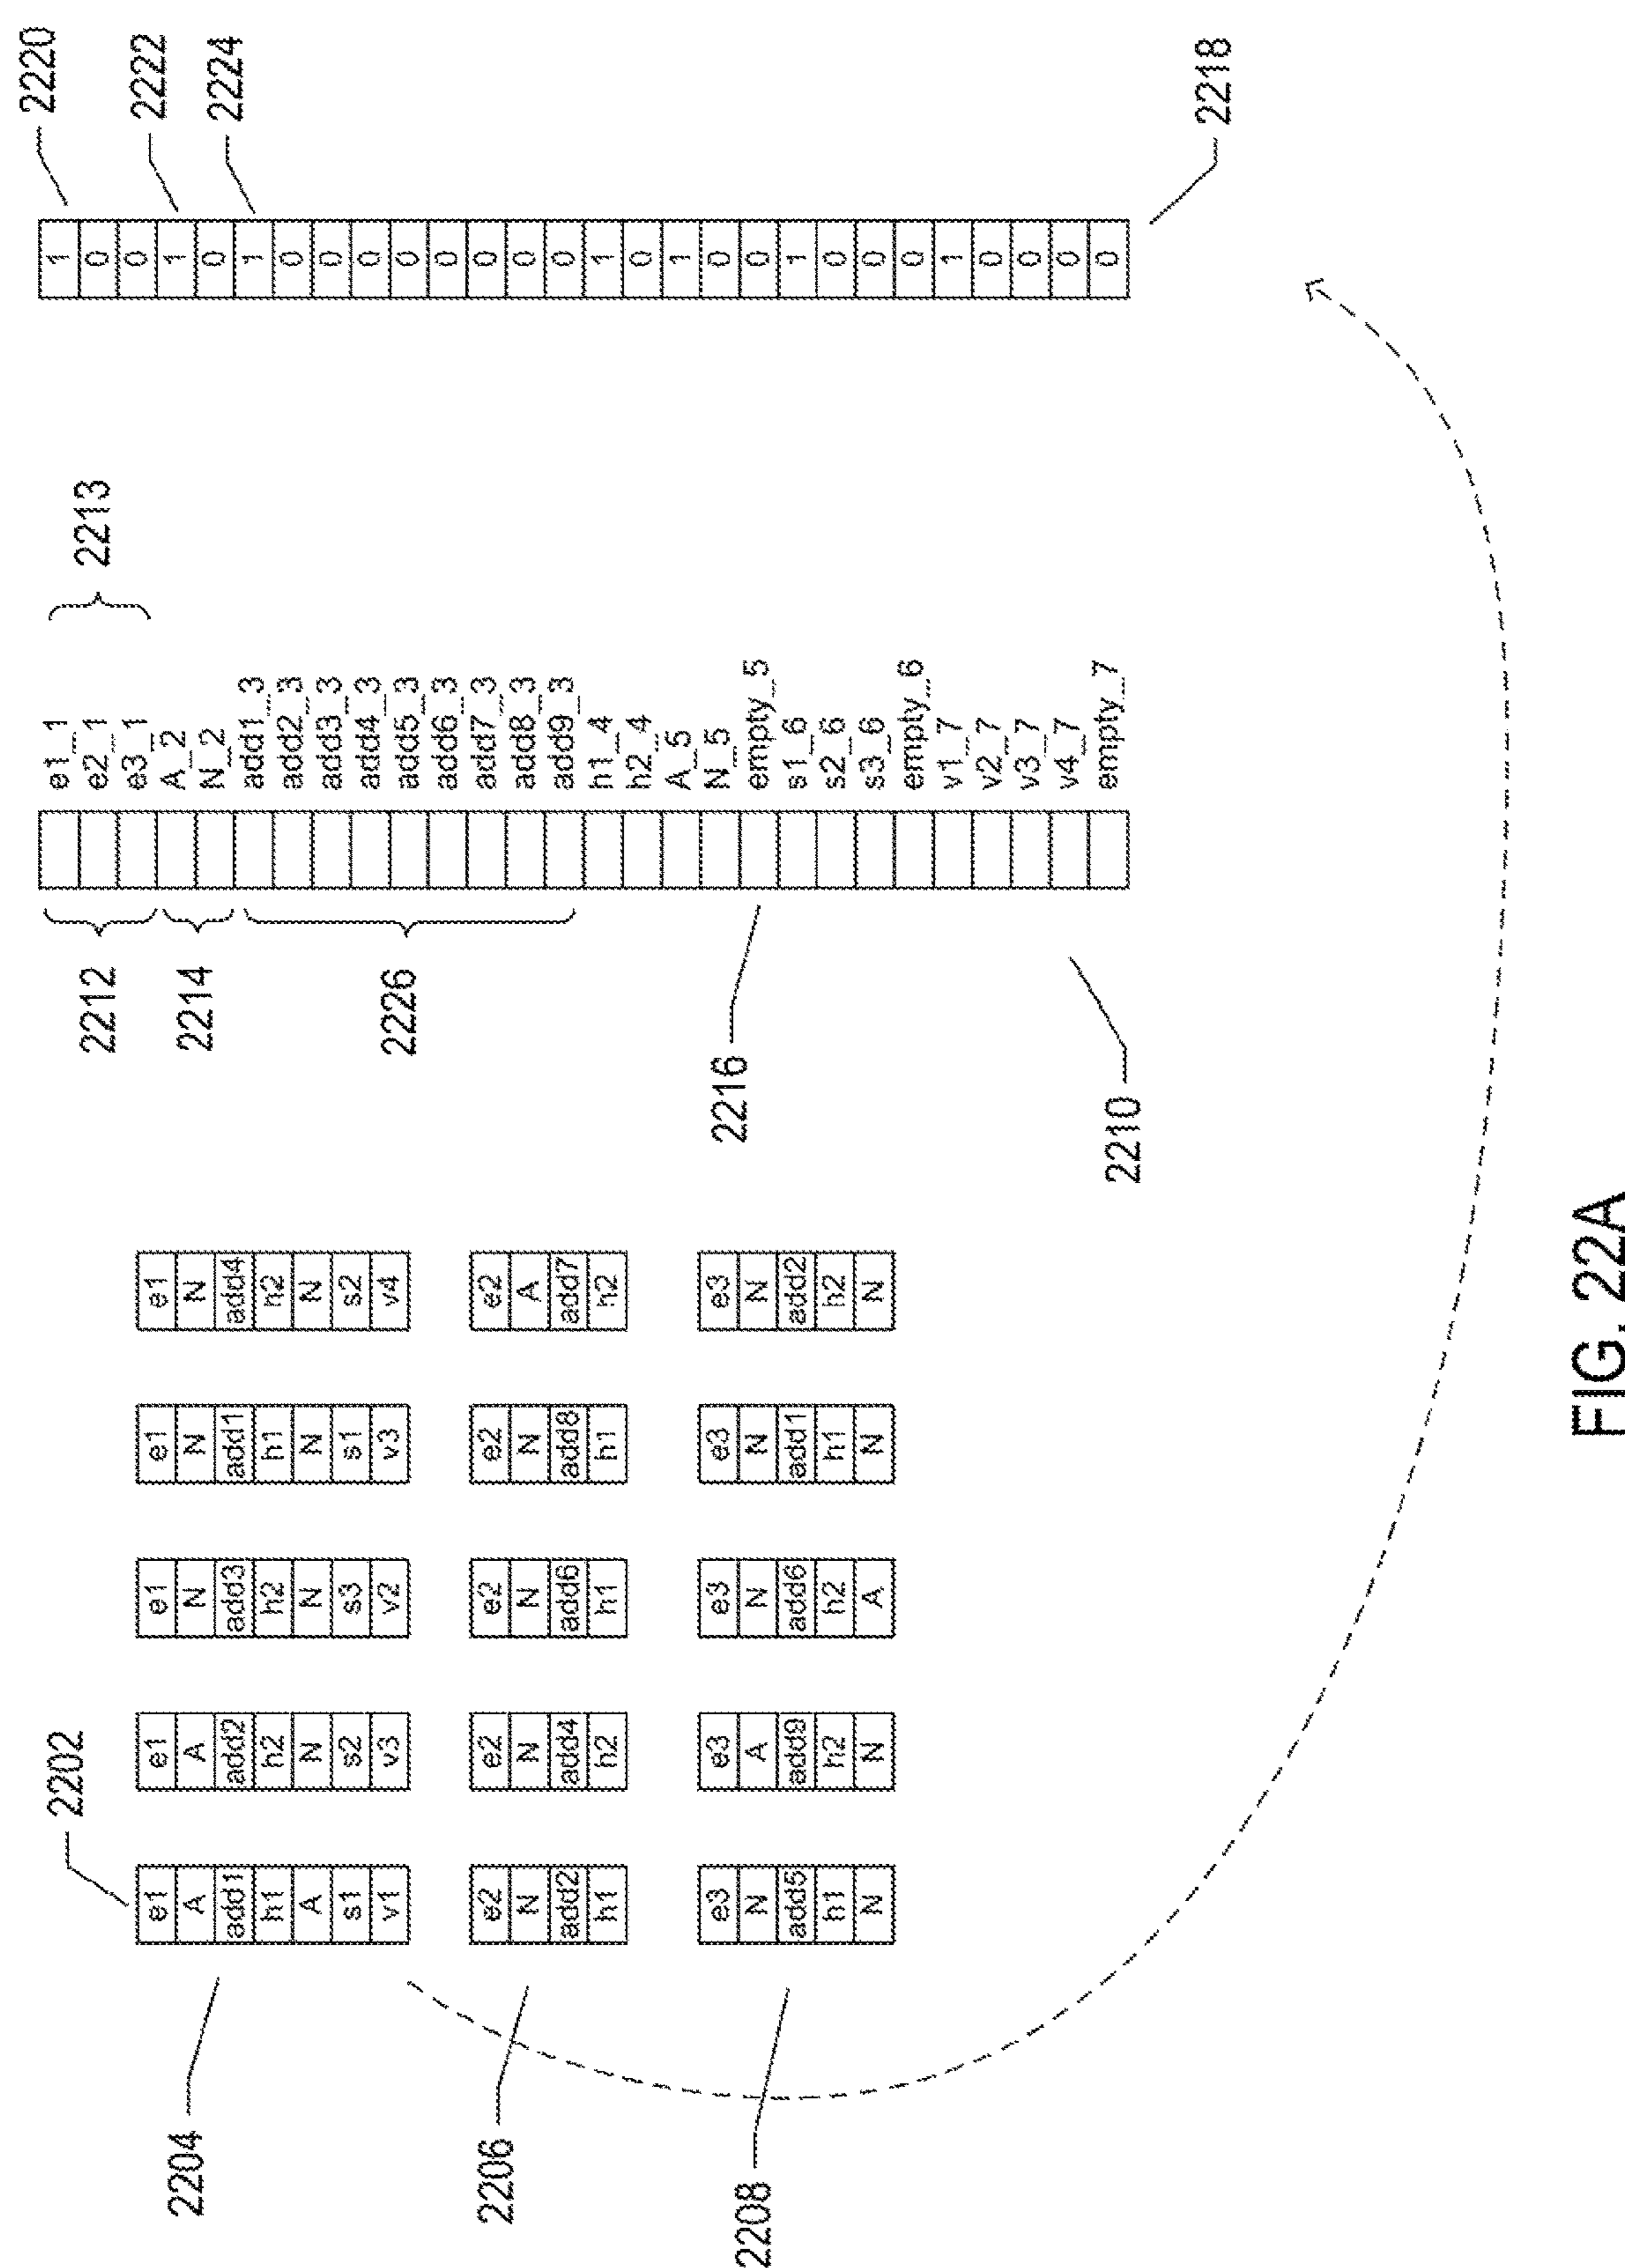 2202
2204
e1 e1 e1 e1 e1
A A N N N
add1 add2 add3 add1 add4
h1 h2 h2 h1 h2
A N N N N
s1 s2 s3 s1 s2
v1 v3 v2 v3 v4
2206
e2 e2 e2 e2 e2
N N N N A
add2 add4 add6 add8 add7
h1 h2 h1 h1 h2
2208
e3 e3 e3 e3 e3
N A N N N
add5 add9 add6 add1 add2
h1 h2 h2 h1 h2
N N A N N
2212
2214
2226
2216
2210
e1_1
e2_1
e3_1
A_2
N_2
add1_3
add2_3
add3_3
add4_3
add5_3
add6_3
add7_3
add8_3
add9_3
h1_4
h2_4
A_5
N_5
empty_5
s1_6
s2_6
s3_6
empty_6
v1_7
v2_7
v3_7
v4_7
empty_7
2213
1
0
0
1
0
1
0
0
0
0
0
0
0
0
1
0
1
0
0
1
0
0
0
1
0
0
0
0
2220
2222
2224
2218
FIG. 22A